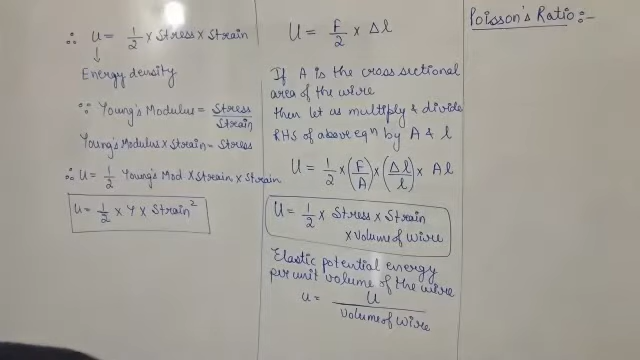 ∴ u = 1/2 × Stress × Strain
↓
Energy density
∵ Young's Modulus = Stress/Strain
Young's Modulus × Strain = Stress
∴ u = 1/2 Young's Mod × Strain × Strain
u = 1/2 × Y × Strain²
U = F/2 × Δl
If A is the cross sectional
area of the wire
then let us multiply & divide
RHS of above eqn by A & l
U = 1/2 × (F/A) × (Δl/l) × Al
U = 1/2 × Stress × Strain
× Volume of wire
Elastic potential energy
per unit volume of the wire
u = U/Volume of wire
Poisson's Ratio :-